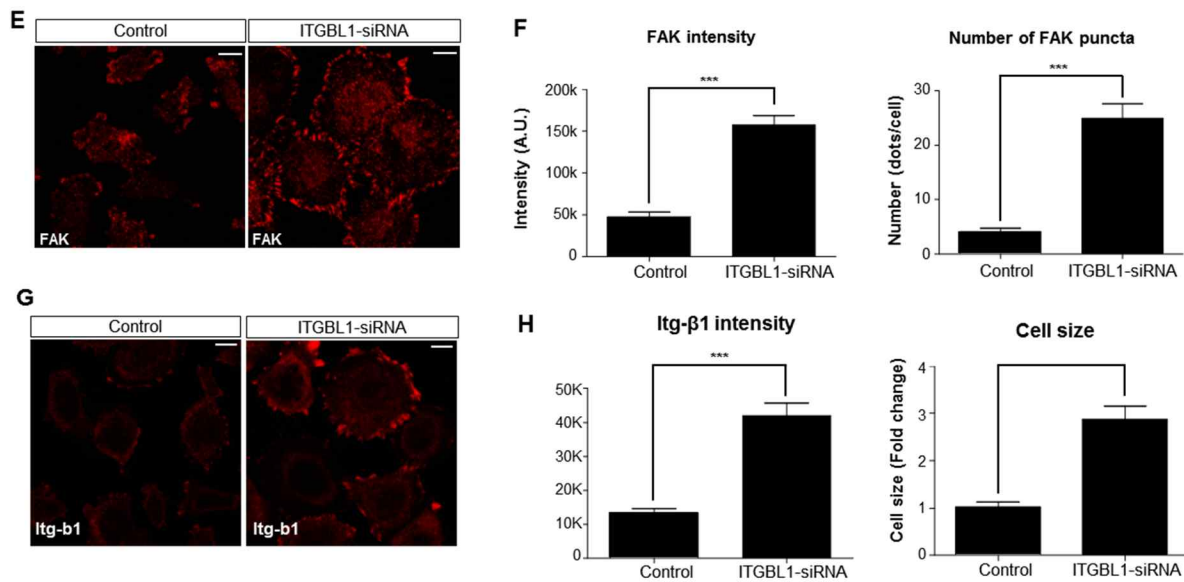 E
Control
ITGBL1-siRNA
FAK
FAK
F
FAK intensity
***
Intensity (A.U.)
200k
150k
100k
50k
0
Control
ITGBL1-siRNA
Number of FAK puncta
***
Number (dots/cell)
30
20
10
0
Control
ITGBL1-siRNA
G
Control
ITGBL1-siRNA
Itg-b1
Itg-b1
H
Itg-β1 intensity
***
50K
40K
30K
20K
10K
0
Control
ITGBL1-siRNA
Cell size
Cell size (Fold change)
4
3
2
1
0
Control
ITGBL1-siRNA